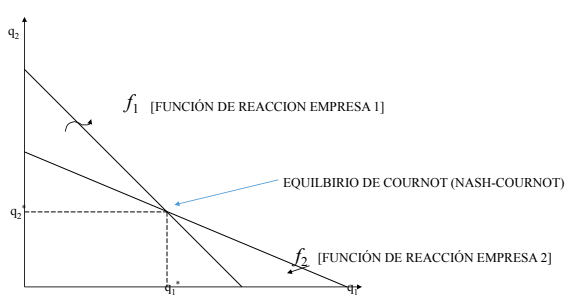 q2
f1 [FUNCIÓN DE REACCION EMPRESA 1]
EQUILBIRIO DE COURNOT (NASH-COURNOT)
q2*
f2 [FUNCIÓN DE REACCIÓN EMPRESA 2]
q1*
q1